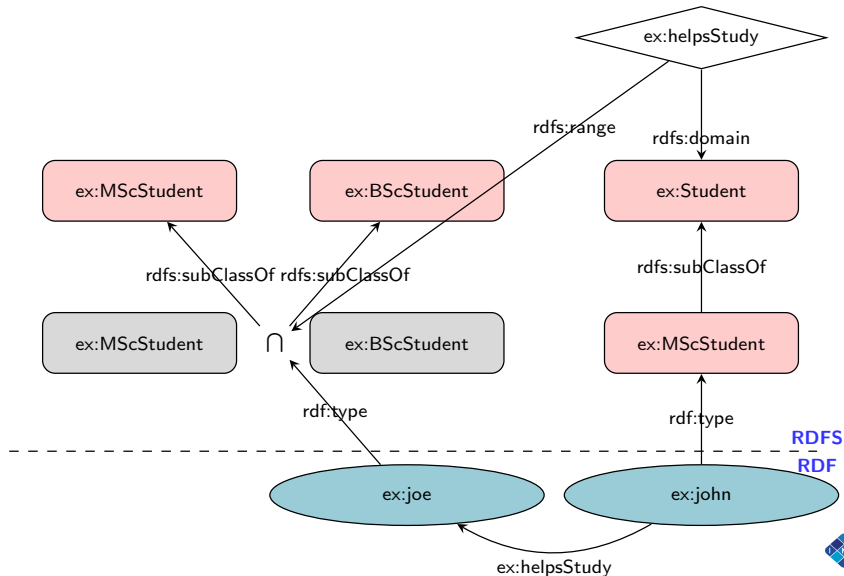 ex:helpsStudy
rdfs:range
rdfs:domain
ex:MScStudent
ex:BScStudent
ex:Student
rdfs:subClassOf
rdfs:subClassOf
rdfs:subClassOf
ex:MScStudent
∩
ex:BScStudent
ex:MScStudent
rdf:type
rdf:type
RDFS
RDF
ex:joe
ex:john
ex:helpsStudy